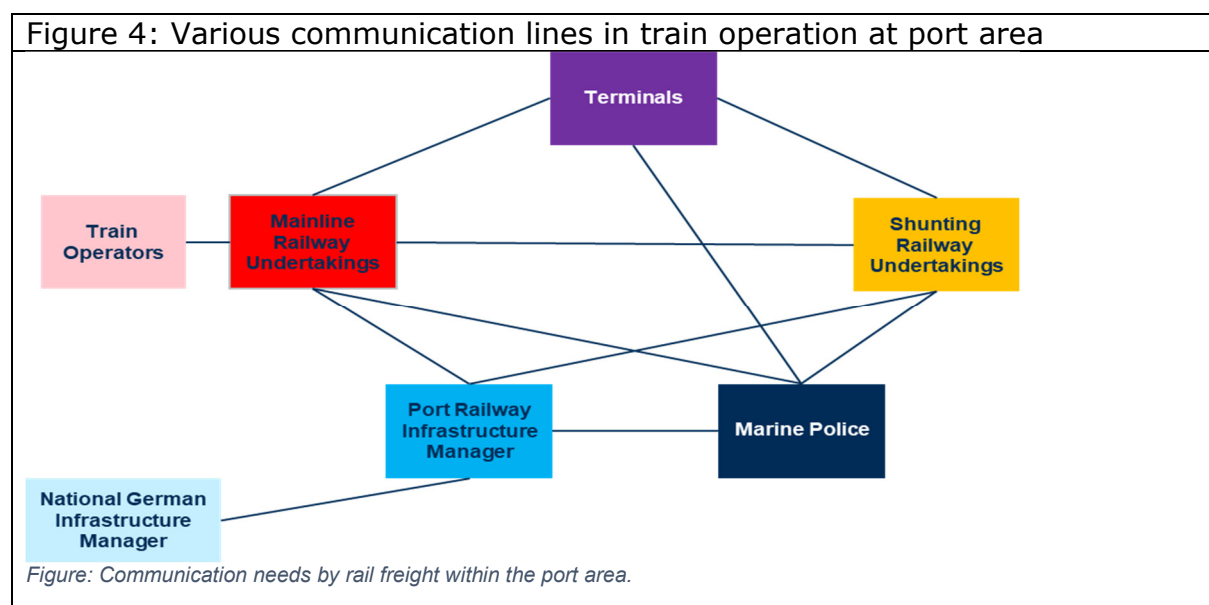 Figure 4: Various communication lines in train operation at port area
Terminals
Train
Operators
Mainline
Railway
Undertakings
Shunting
Railway
Undertakings
Port Railway
Infrastructure
Manager
Marine Police
National German
Infrastructure
Manager
Figure: Communication needs by rail freight within the port area.